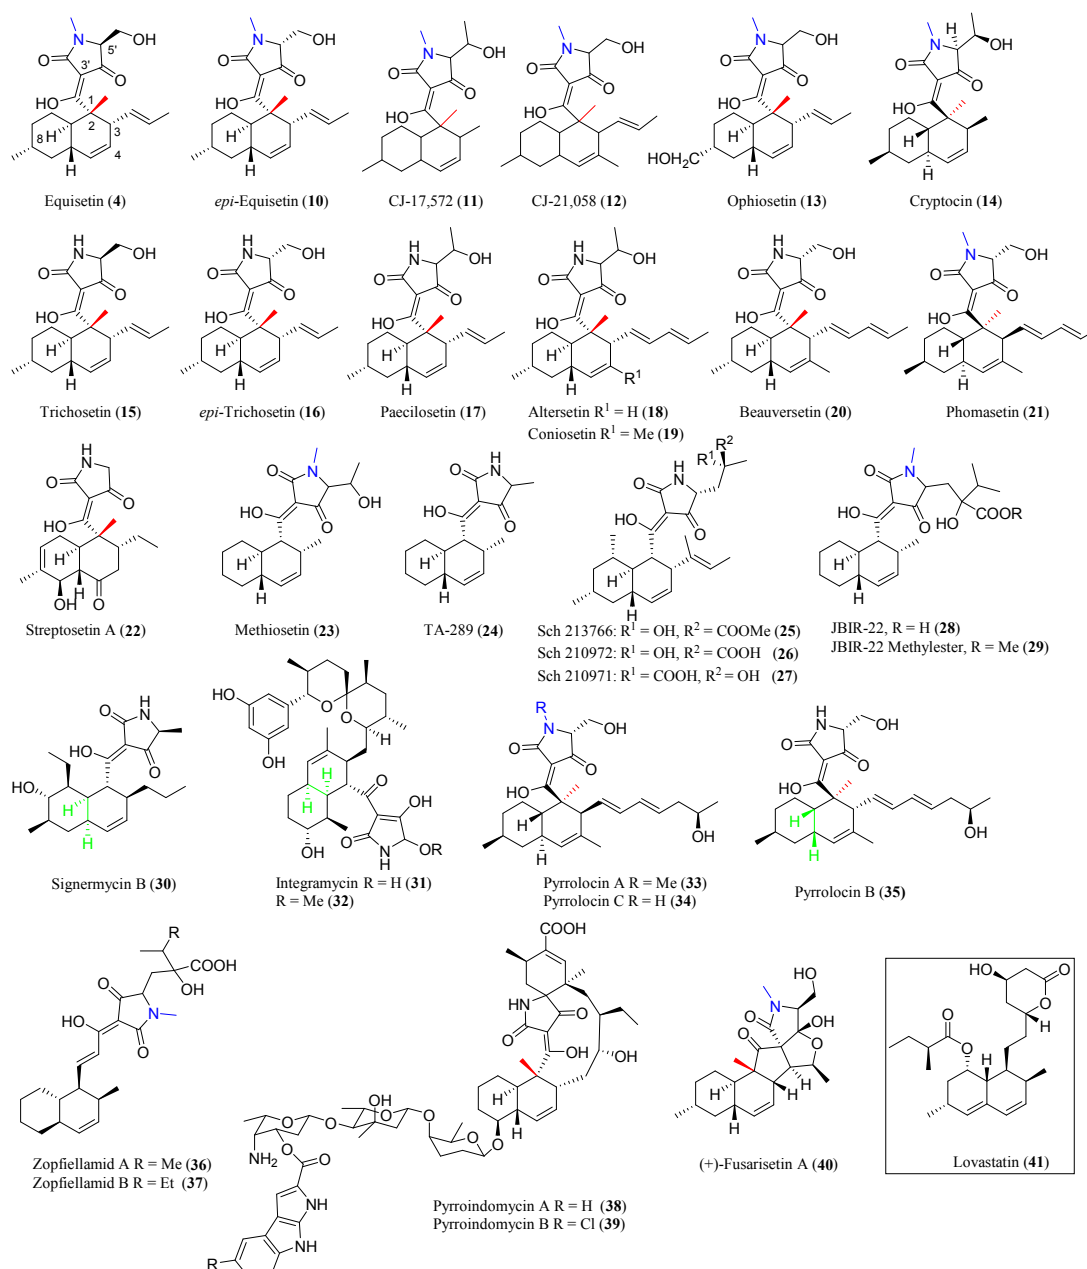 Equisetin (4)
epi-Equisetin (10)
CJ-17,572 (11)
CJ-21,058 (12)
Ophiosetin (13)
Cryptocin (14)
Trichosetin (15)
epi-Trichosetin (16)
Paecilosetin (17)
Altersetin R¹ = H (18)
Coniosetin R¹ = Me (19)
Beauversetin (20)
Phomasetin (21)
Streptosetin A (22)
Methiosetin (23)
TA-289 (24)
Sch 213766: R¹ = OH, R² = COOMe (25)
Sch 210972: R¹ = OH, R² = COOH (26)
Sch 210971: R¹ = COOH, R² = OH (27)
JBIR-22, R = H (28)
JBIR-22 Methylester, R = Me (29)
Signermycin B (30)
Integramycin R = H (31)
R = Me (32)
Pyrrolocin A R = Me (33)
Pyrrolocin C R = H (34)
Pyrrolocin B (35)
Zopfiellamid A R = Me (36)
Zopfiellamid B R = Et (37)
Pyrroindomycin A R = H (38)
Pyrroindomycin B R = Cl (39)
(+)-Fusarisetin A (40)
Lovastatin (41)